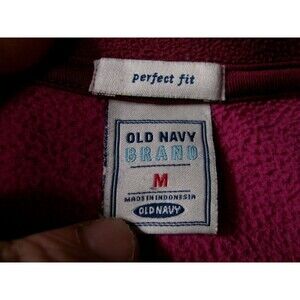 perfect fit
OLD NAVY
BRAND
M
MADE IN INDONESIA
OLD NAVY